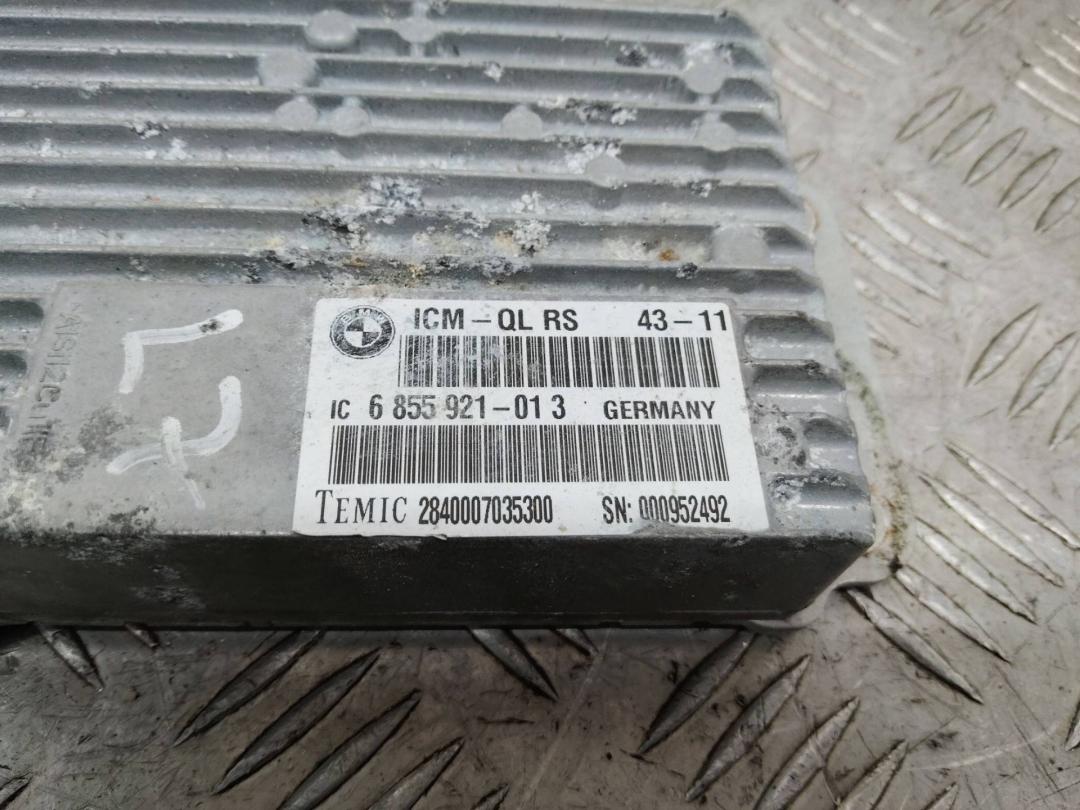 ICM-QL RS 43-11
IC 6 855 921-01 3 GERMANY
TEMIC 2840007035300 SN: 000952492